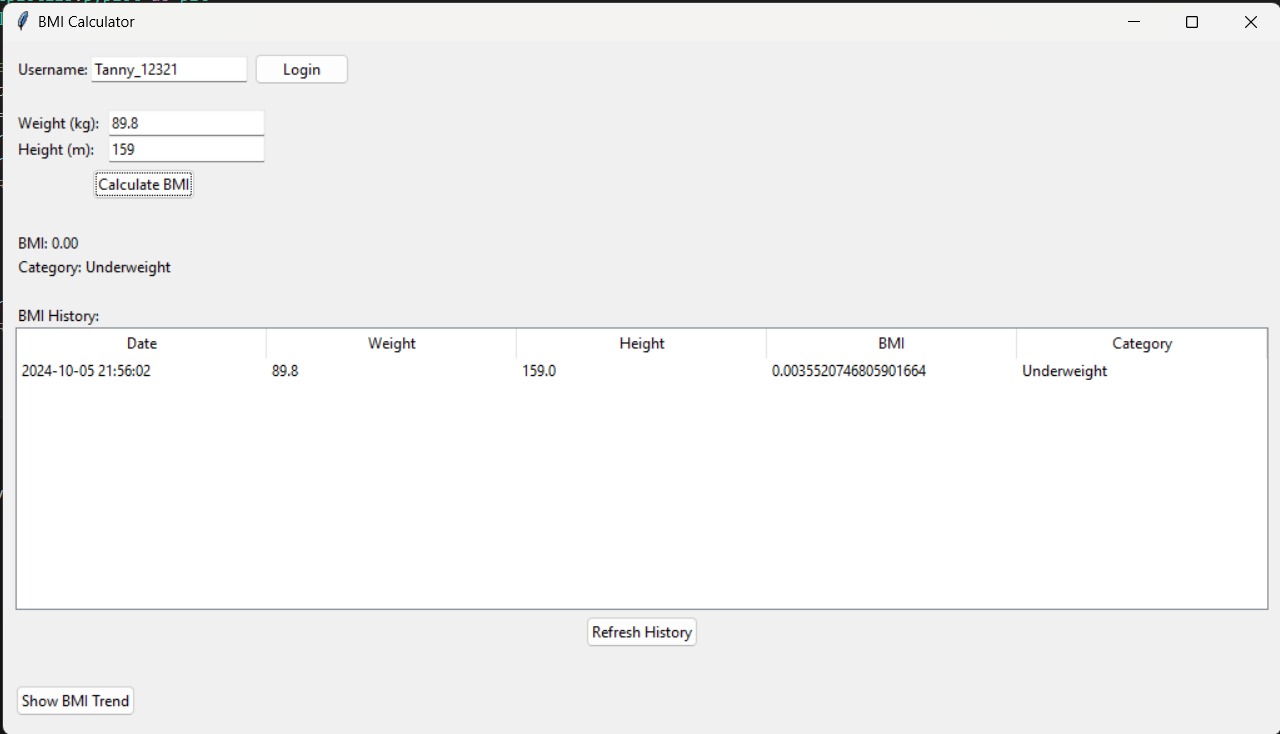 BMI Calculator
Username: Tanny_12321 Login
Weight (kg): 89.8
Height (m): 159
Calculate BMI
BMI: 0.00
Category: Underweight
BMI History:
Date Weight Height BMI Category
2024-10-05 21:56:02 89.8 159.0 0.0035520746805901664 Underweight
Refresh History
Show BMI Trend